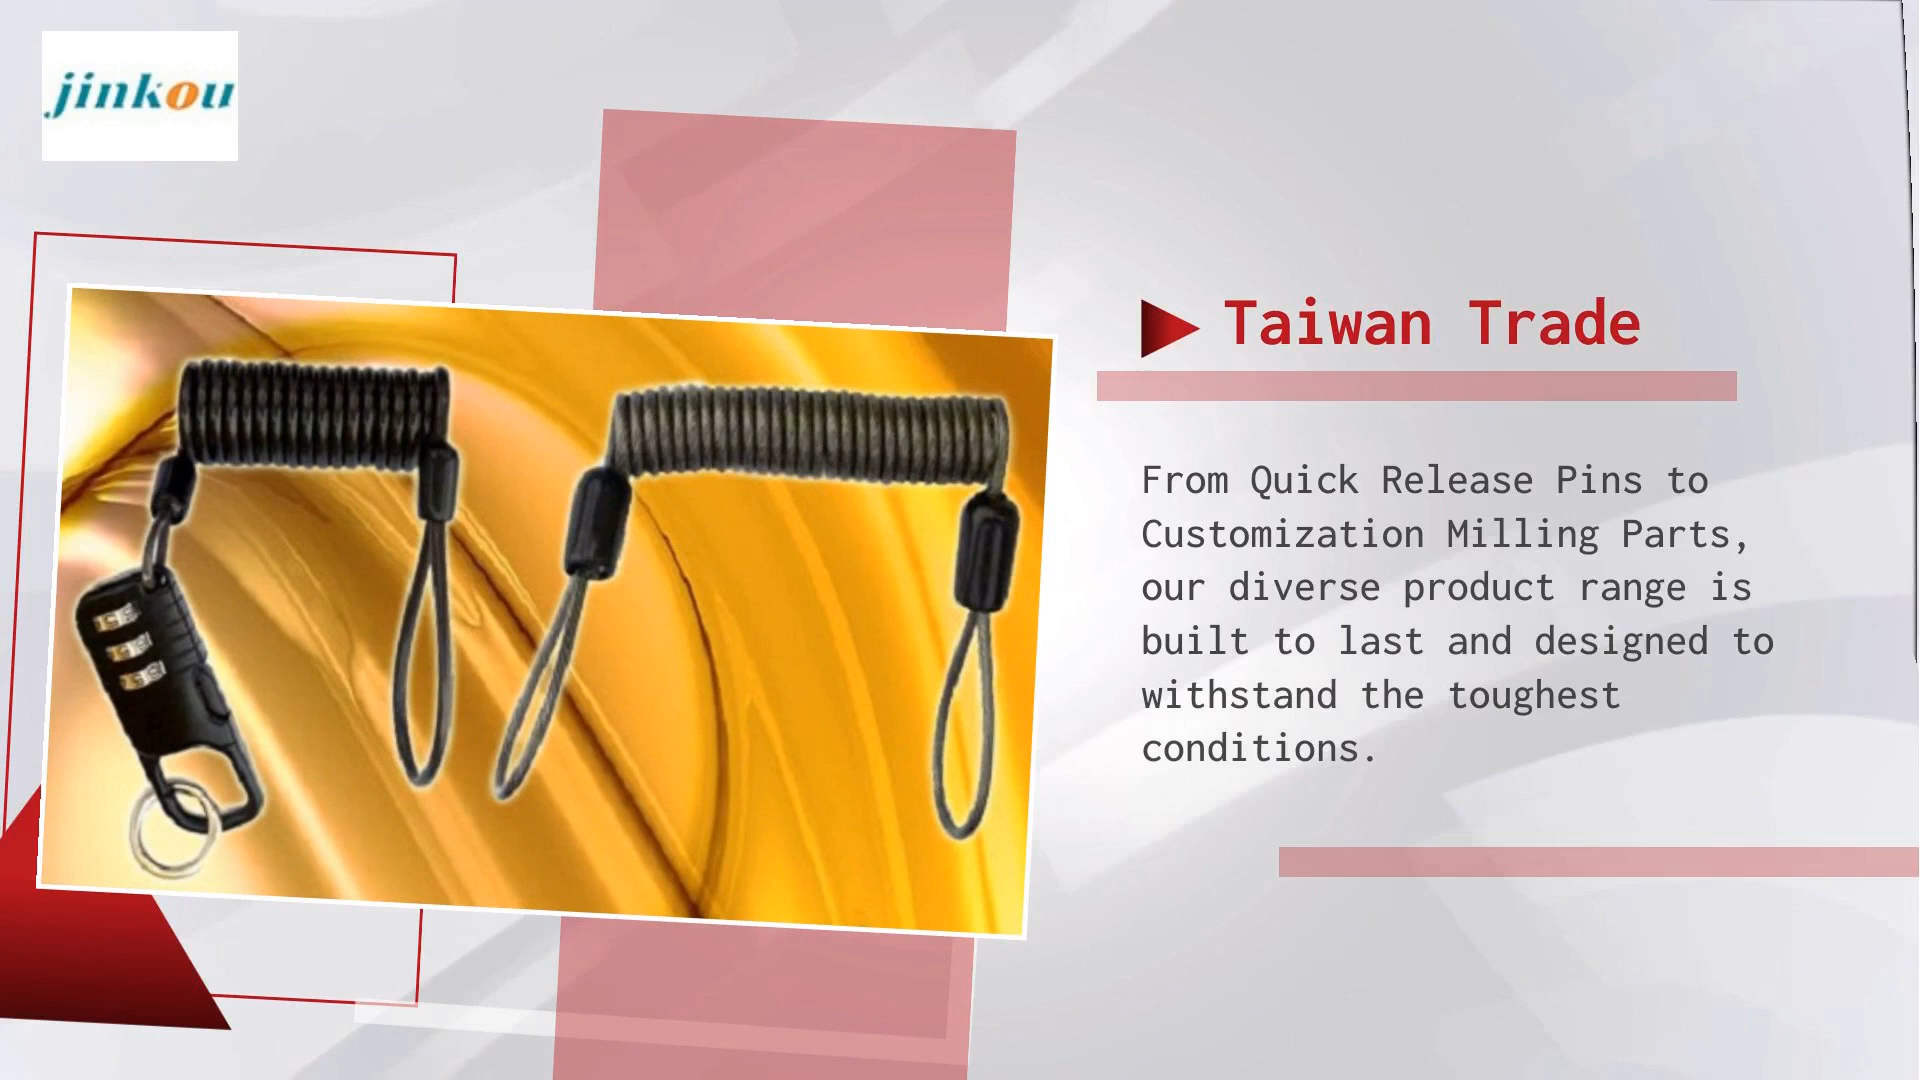 jinkou
Taiwan Trade
From Quick Release Pins to
Customization Milling Parts,
our diverse product range is
built to last and designed to
withstand the toughest
conditions.